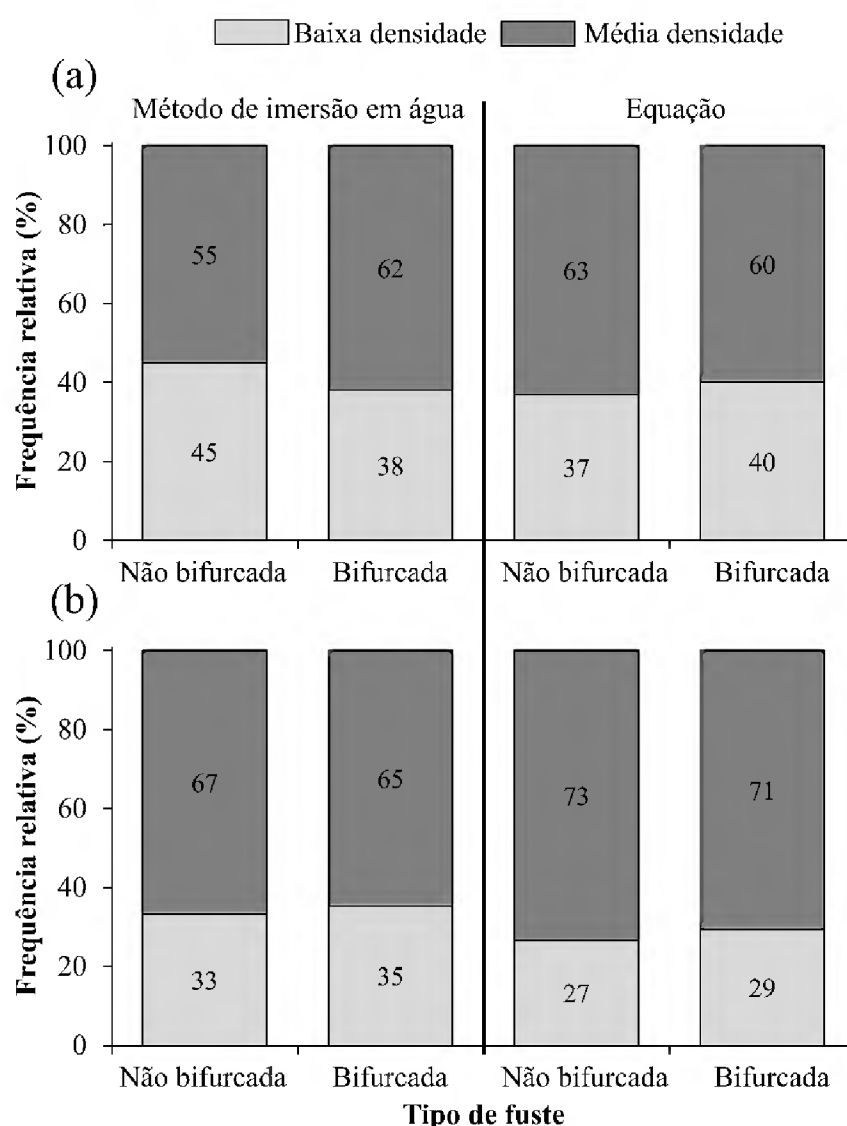 Baixa densidade Média densidade
(a)
Método de imersão em água Equação
Frequência relativa (%)
100
80
60
40
20
0
55 62 63 60
45 38 37 40
Não bifurcada Bifurcada Não bifurcada Bifurcada
(b)
Frequência relativa (%)
100
80
60
40
20
0
67 65 73 71
33 35 27 29
Não bifurcada Bifurcada Não bifurcada Bifurcada
Tipo de fuste